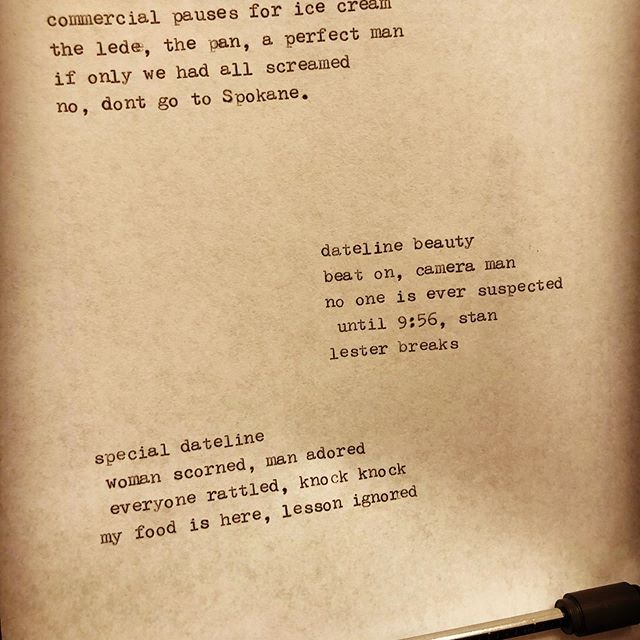 commercial pauses for ice cream
the lede, the pan, a perfect man
if only we had all screamed
no, dont go to Spokane.
dateline beauty
beat on, camera man
no one is ever suspected
until 9:56, stan
lester breaks
special dateline
woman scorned, man adored
everyone rattled, knock knock
my food is here, lesson ignored